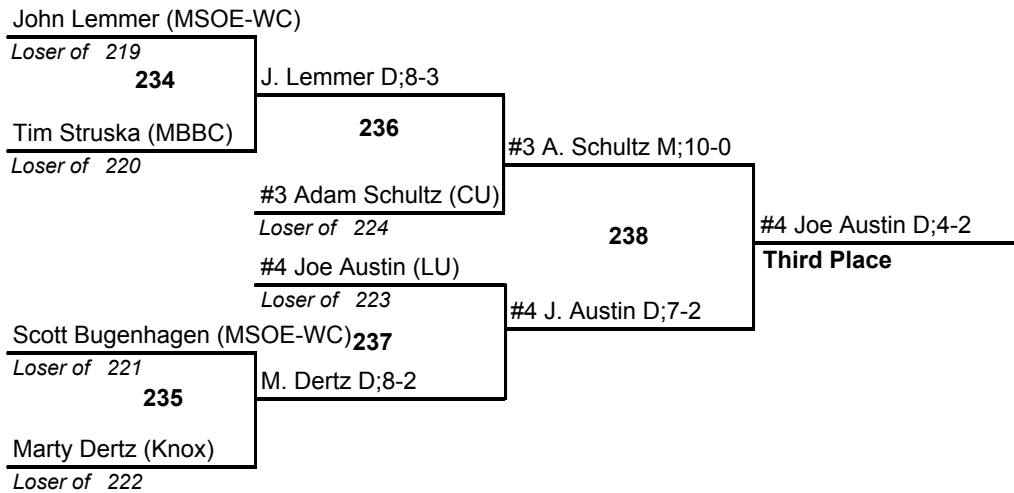 John Lemmer (MSOE-WC)
Loser of 219
234
J. Lemmer D;8-3
Tim Struska (MBBC)
Loser of 220
236
#3 A. Schultz M;10-0
#3 Adam Schultz (CU)
Loser of 224
238
#4 Joe Austin D;4-2
Third Place
#4 Joe Austin (LU)
Loser of 223
#4 J. Austin D;7-2
Scott Bugenhagen (MSOE-WC)
237
Loser of 221
235
M. Dertz D;8-2
Marty Dertz (Knox)
Loser of 222